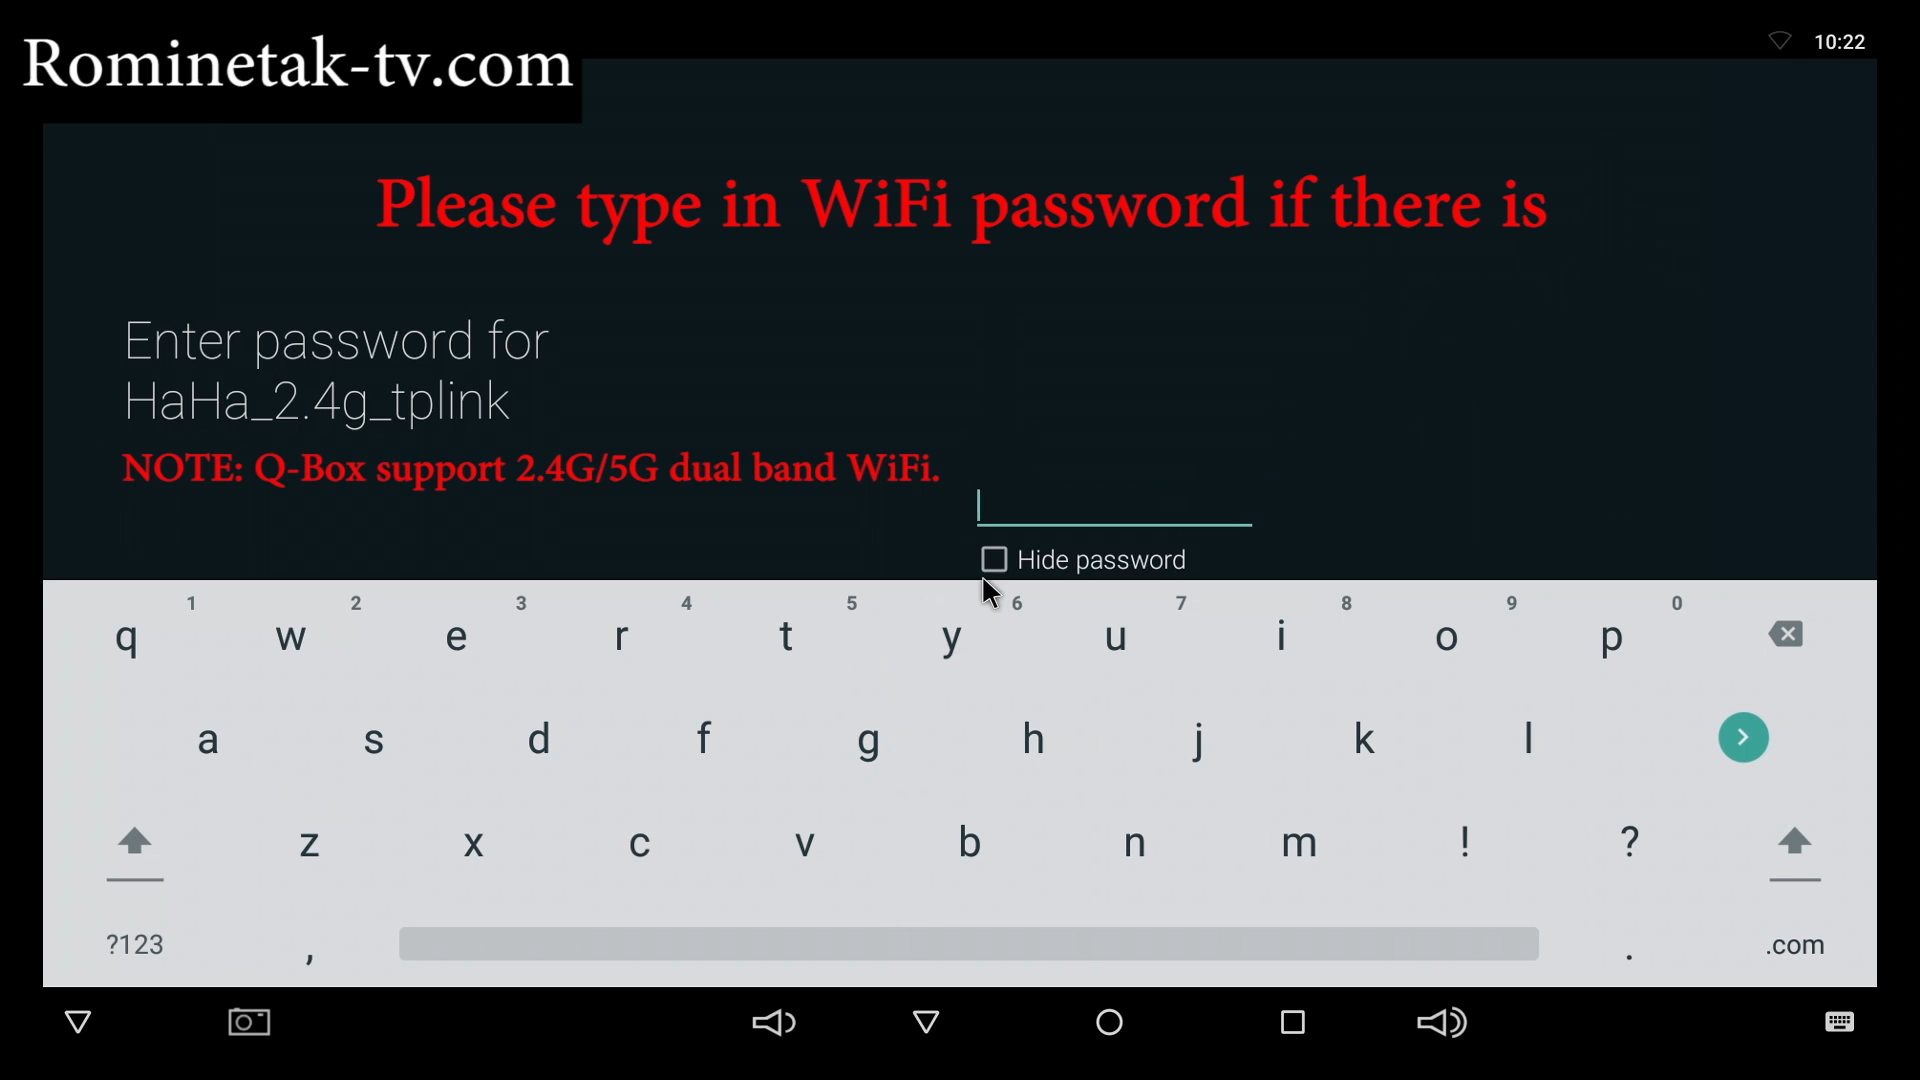 Rominetak-tv.com
10:22
Please type in WiFi password if there is
Enter password for
HaHa_2.4g_tplink
NOTE: Q-Box support 2.4G/5G dual band WiFi.
Hide password
1 2 3 4 5 6 7 8 9 0
q w e r t y u i o p
a s d f g h j k l
z x c v b n m ! ?
?123 , . .com